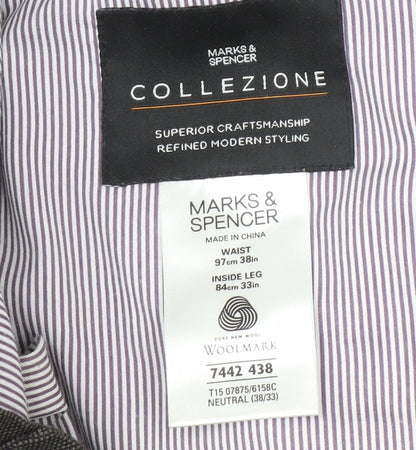 MARKS &
SPENCER
COLLEZIONE
SUPERIOR CRAFTSMANSHIP
REFINED MODERN STYLING
MARKS &
SPENCER
MADE IN CHINA
WAIST
97cm 38in
INSIDE LEG
84cm 33in
PURE NEW WOOL
WOOLMARK
7442 438
T15 07875/6158C
NEUTRAL (38/33)